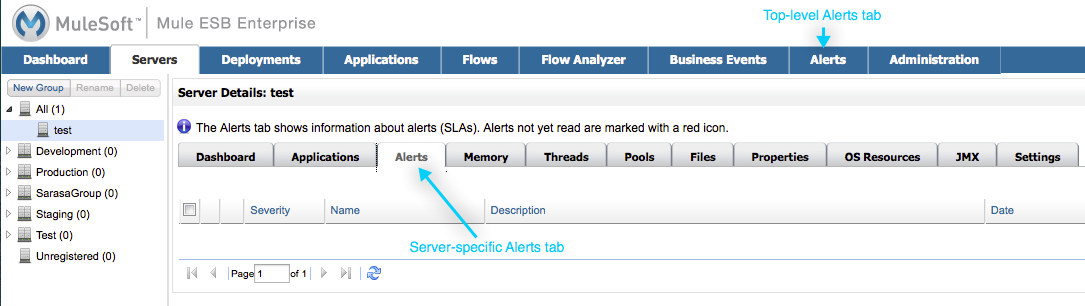 Top-level Alerts tab
MuleSoft™ Mule ESB Enterprise
Dashboard Servers Deployments Applications Flows Flow Analyzer Business Events Alerts Administration
New Group Rename Delete
Server Details: test
All (1)
test
The Alerts tab shows information about alerts (SLAs). Alerts not yet read are marked with a red icon.
Development (0)
Dashboard Applications Alerts Memory Threads Pools Files Properties OS Resources JMX Settings
Production (0)
SarasaGroup (0)
Staging (0)
Severity Name Description Date
Test (0)
Server-specific Alerts tab
Unregistered (0)
Page 1 of 1